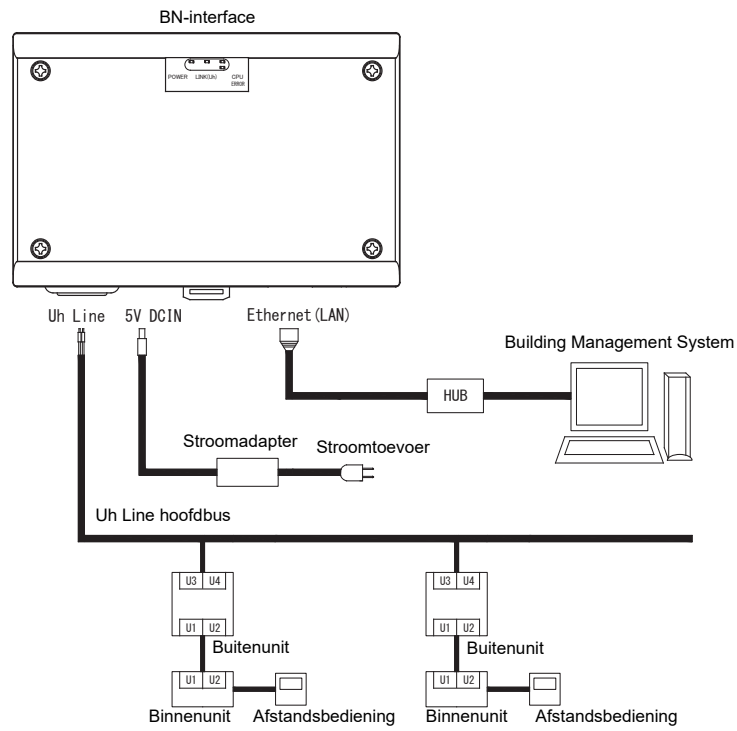 BN-interface
POWER LINK(Uh) CPU
ERROR
Uh Line 5V DCIN Ethernet(LAN)
Building Management System
HUB
Stroomadapter Stroomtoevoer
Uh Line hoofdbus
U3 U4 U3 U4
U1 U2 U1 U2
Buitenunit Buitenunit
U1 U2 U1 U2
Binnenunit Afstandsbediening Binnenunit Afstandsbediening